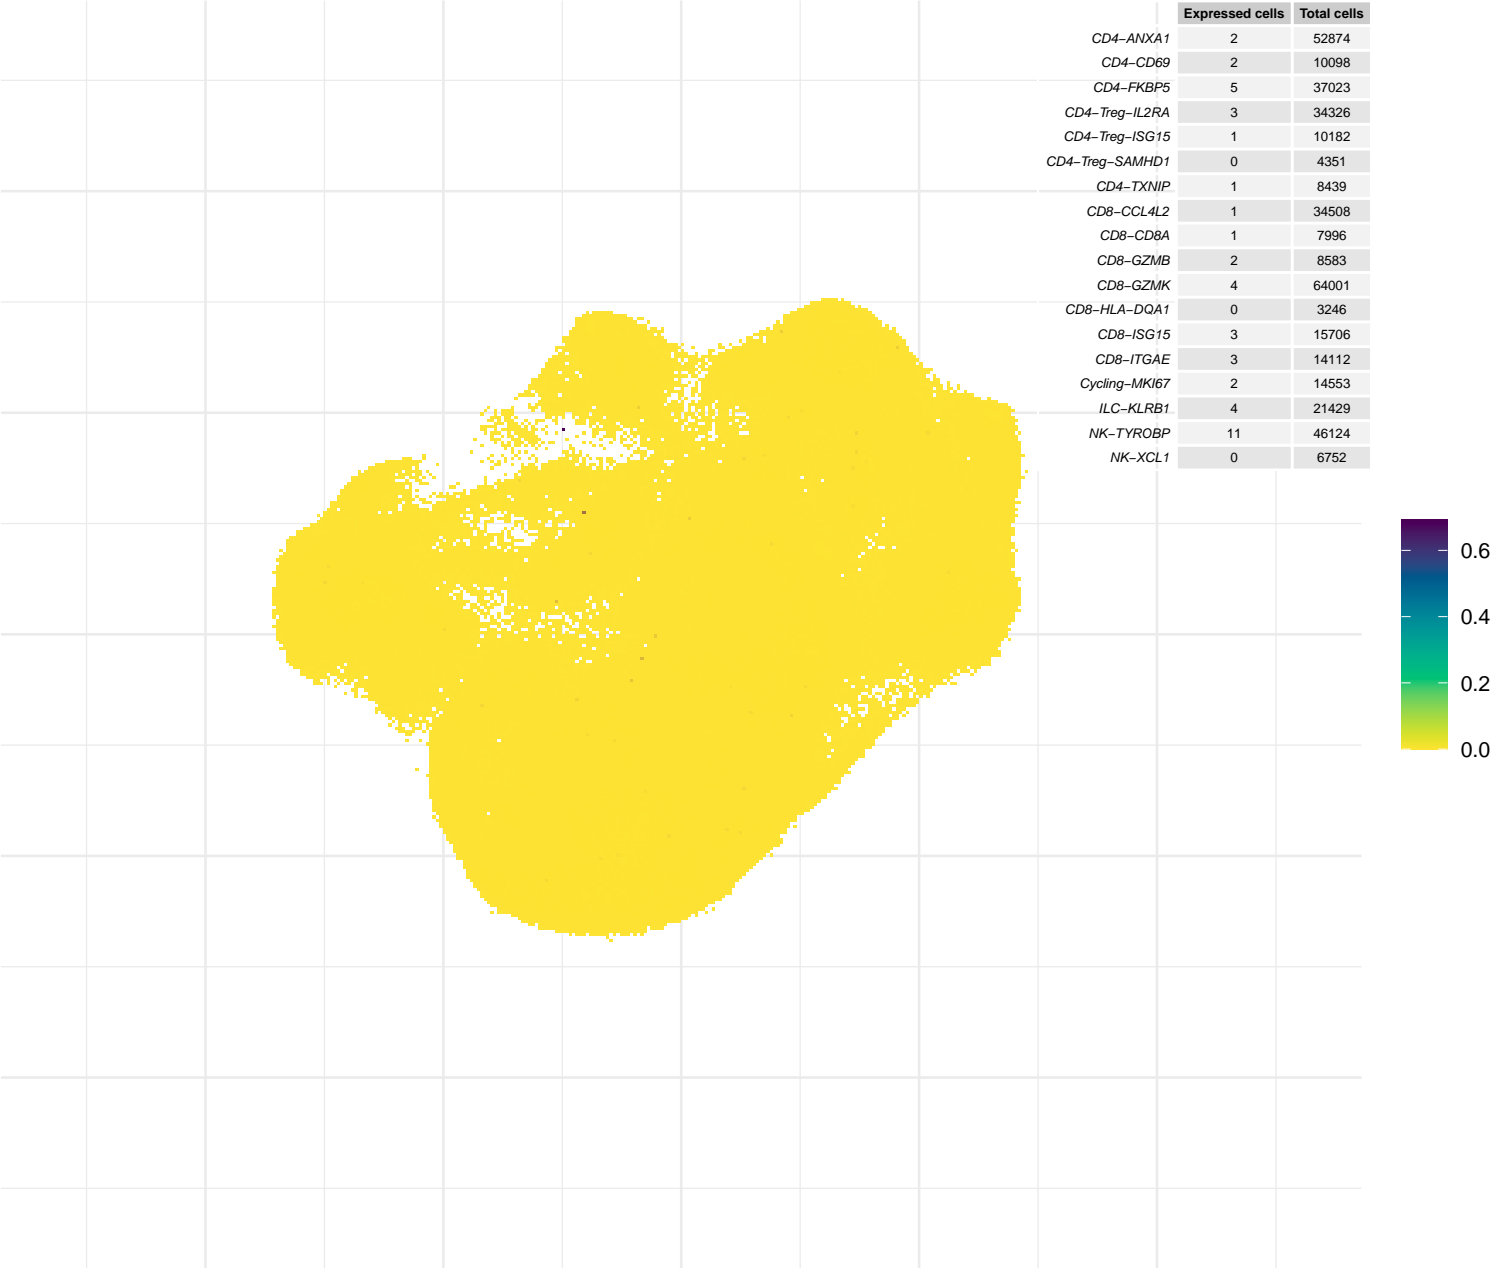 Expressed cells Total cells
CD4−ANXA1 2 52874
CD4−CD69 2 10098
CD4−FKBP5 5 37023
CD4−Treg−IL2RA 3 34326
CD4−Treg−ISG15 1 10182
CD4−Treg−SAMHD1 0 4351
CD4−TXNIP 1 8439
CD8−CCL4L2 1 34508
CD8−CD8A 1 7996
CD8−GZMB 2 8583
CD8−GZMK 4 64001
CD8−HLA−DQA1 0 3246
CD8−ISG15 3 15706
CD8−ITGAE 3 14112
Cycling−MKI67 2 14553
ILC−KLRB1 4 21429
NK−TYROBP 11 46124
NK−XCL1 0 6752
0.6
0.4
0.2
0.0